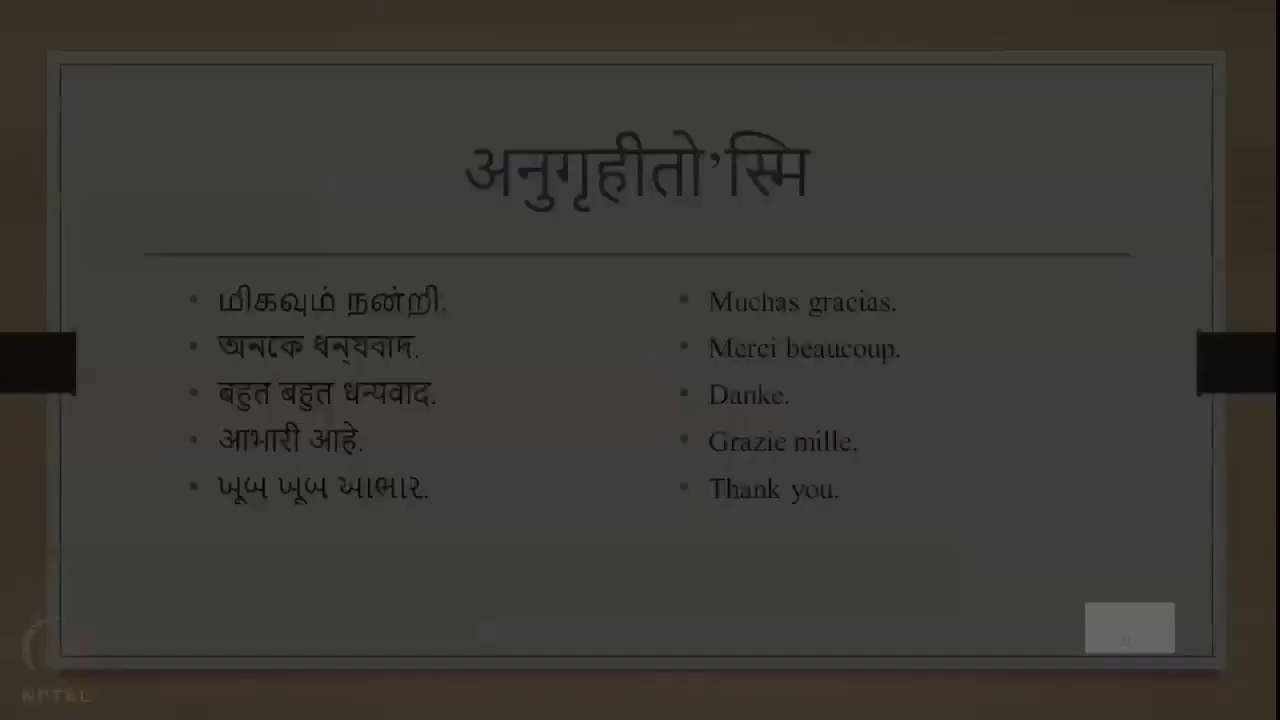 अनुगृहीतो’स्मि
• மிகவும் நன்றி.
• অনেক ধন্যবাদ.
• बहुत बहुत धन्यवाद.
• आभारी आहे.
• ખૂબ ખૂબ આભાર.
• Muchas gracias.
• Merci beaucoup.
• Danke.
• Grazie mille.
• Thank you.
NPTEL